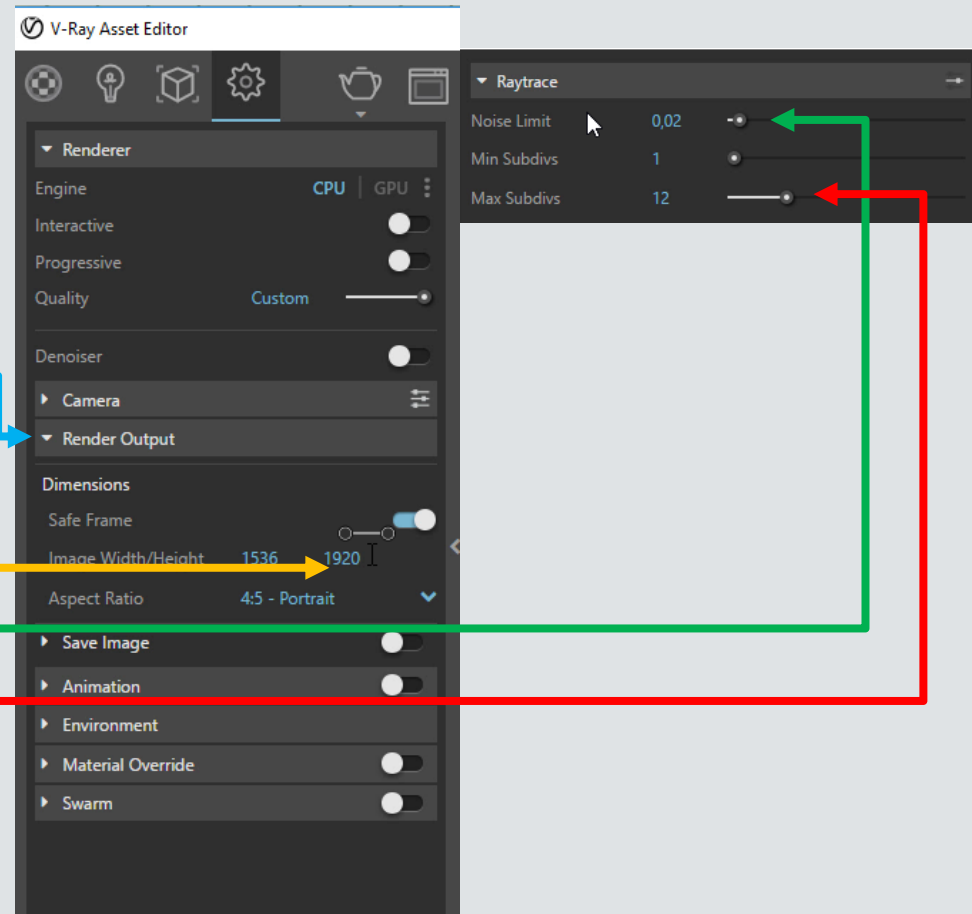 V-Ray Asset Editor
Renderer
Engine CPU | GPU
Interactive
Progressive
Quality Custom
Denoiser
Camera
Render Output
Dimensions
Safe Frame
Image Width/Height 1536 1920
Aspect Ratio 4:5 - Portrait
Save Image
Animation
Environment
Material Override
Swarm
Raytrace
Noise Limit 0,02
Min Subdivs 1
Max Subdivs 12